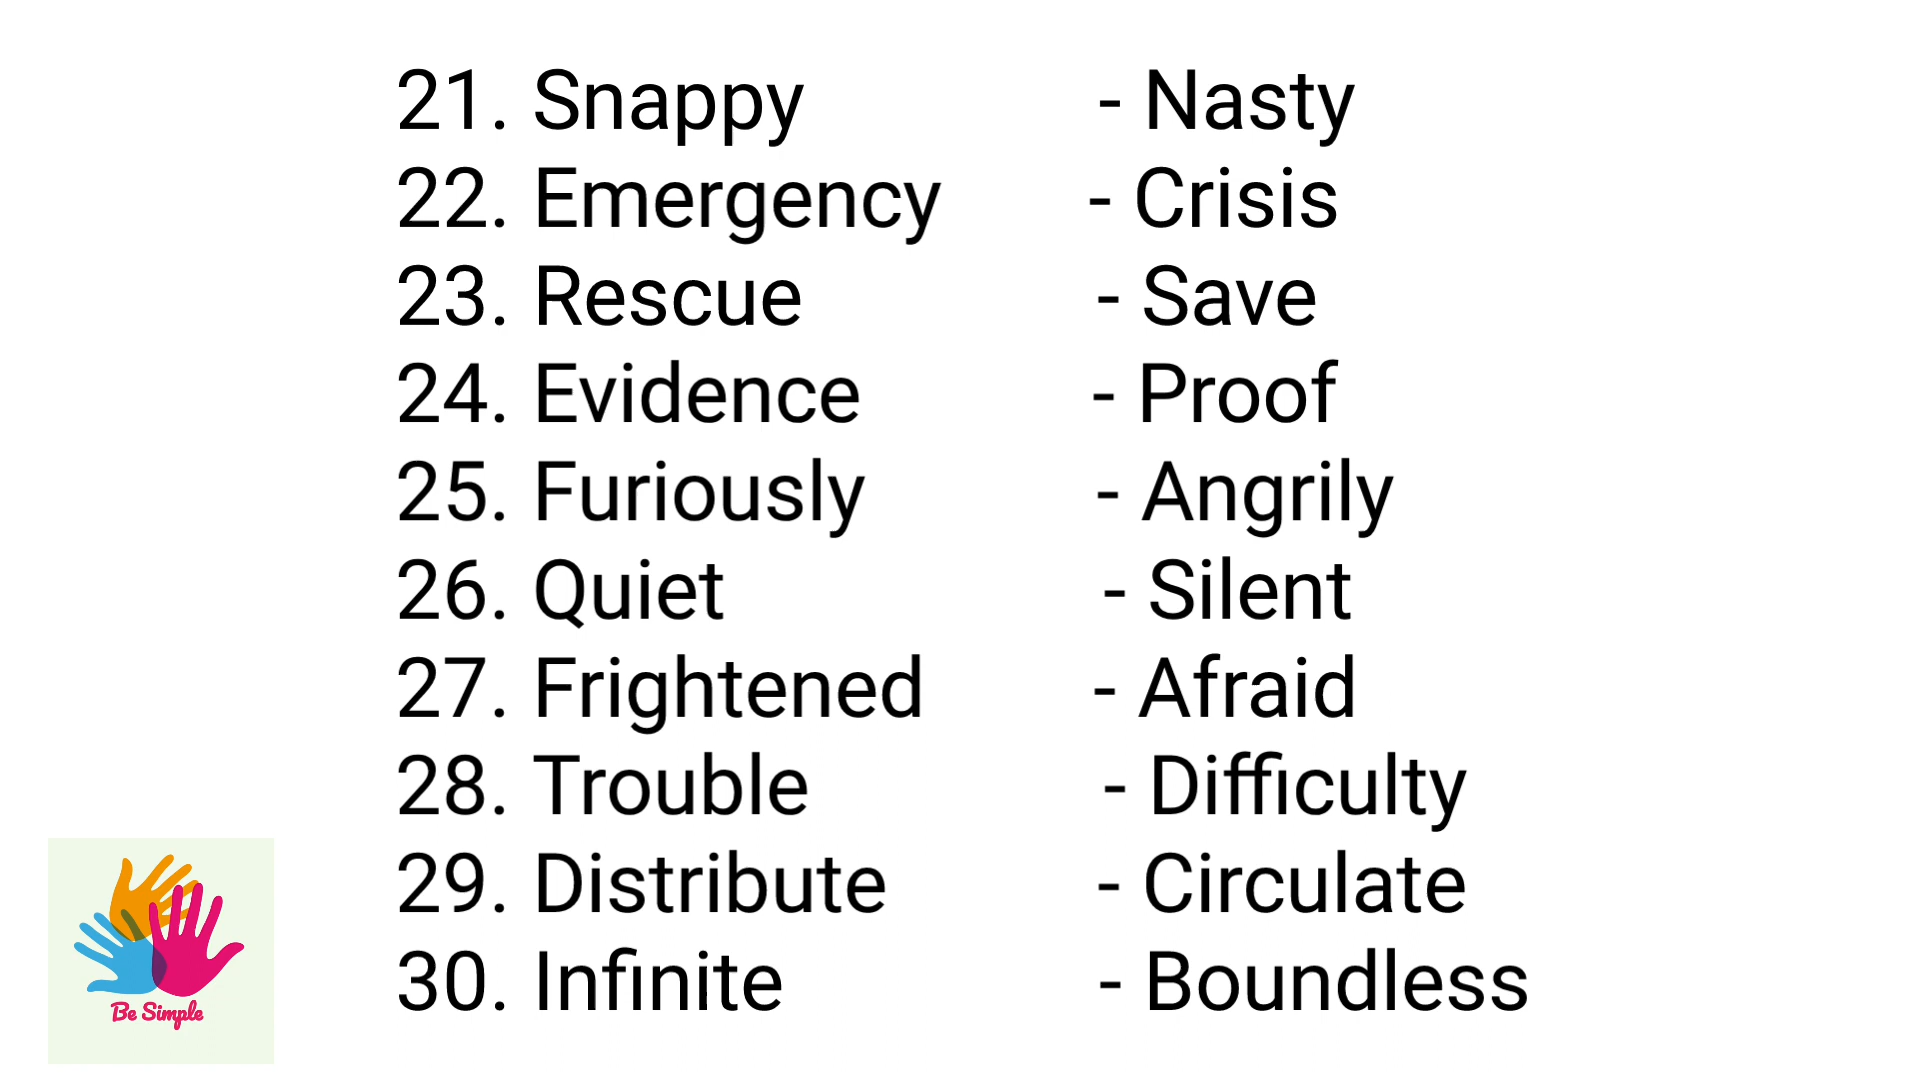 21. Snappy - Nasty
22. Emergency - Crisis
23. Rescue - Save
24. Evidence - Proof
25. Furiously - Angrily
26. Quiet - Silent
27. Frightened - Afraid
28. Trouble - Difficulty
29. Distribute - Circulate
30. Infinite - Boundless
Be Simple